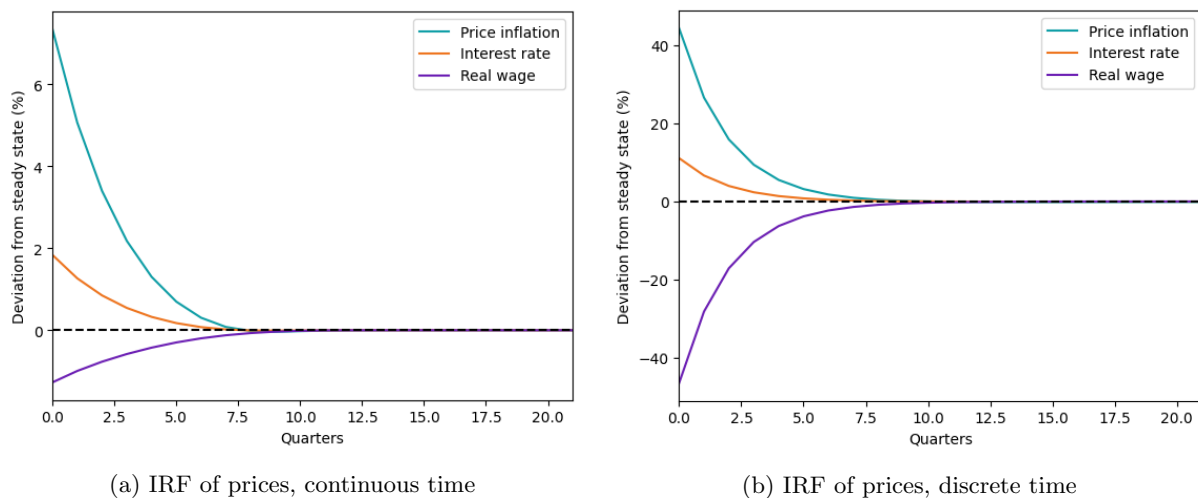 Price inflation
Interest rate
Real wage
Deviation from steady state (%)
6
4
2
0
0.0 2.5 5.0 7.5 10.0 12.5 15.0 17.5 20.0
Quarters
(a) IRF of prices, continuous time
Price inflation
Interest rate
Real wage
Deviation from steady state (%)
40
20
0
−20
−40
0.0 2.5 5.0 7.5 10.0 12.5 15.0 17.5 20.0
Quarters
(b) IRF of prices, discrete time